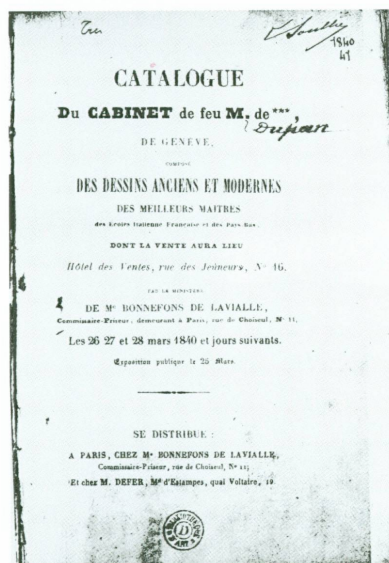 1840
41
CATALOGUE
Du CABINET de feu M. de ***,
Dupan
DE GENÈVE,
COMPOSÉ
DES DESSINS ANCIENS ET MODERNES
DES MEILLEURS MAITRES
des Écoles Italienne Française et des Pays Bas,
DONT LA VENTE AURA LIEU
Hôtel des Ventes, rue des Jeûneurs, N° 16.
PAR LE MINISTÈRE
DE Me BONNEFONS DE LAVIALLE,
Commissaire-Priseur, demeurant à Paris, rue de Choiseul, N° 11,
Les 26 27 et 28 mars 1840 et jours suivants.
Exposition publique le 25 Mars.
SE DISTRIBUE :
A PARIS, CHEZ Me BONNEFONS DE LAVIALLE,
Commissaire-Priseur, rue de Choiseul, N° 11;
Et chez M. DEFER, Md d'Estampes, quai Voltaire, 19.
D